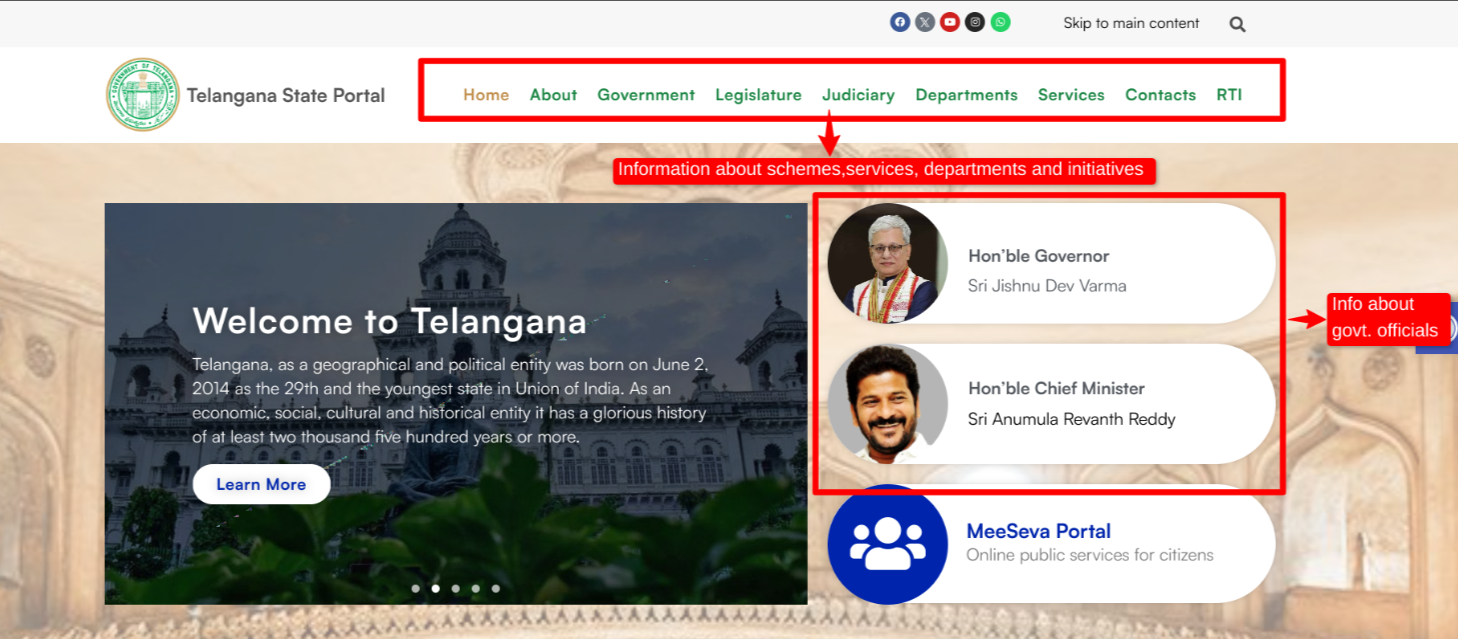 Skip to main content
GOVERNMENT OF TELANGANA
Telangana State Portal
Home About Government Legislature Judiciary Departments Services Contacts RTI
Information about schemes,services, departments and initiatives
Welcome to Telangana
Telangana, as a geographical and political entity was born on June 2,
2014 as the 29th and the youngest state in Union of India. As an
economic, social, cultural and historical entity it has a glorious history
of at least two thousand five hundred years or more.
Learn More
Hon’ble Governor
Sri Jishnu Dev Varma
Info about
govt. officials
Hon’ble Chief Minister
Sri Anumula Revanth Reddy
MeeSeva Portal
Online public services for citizens